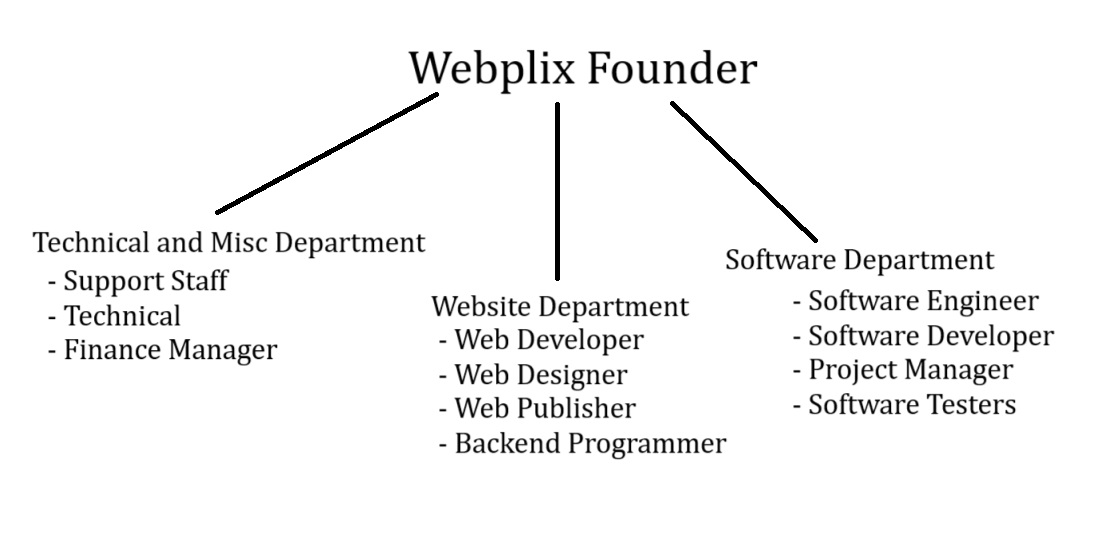 Webplix Founder
Technical and Misc Department
- Support Staff
- Technical
- Finance Manager
Website Department
- Web Developer
- Web Designer
- Web Publisher
- Backend Programmer
Software Department
- Software Engineer
- Software Developer
- Project Manager
- Software Testers